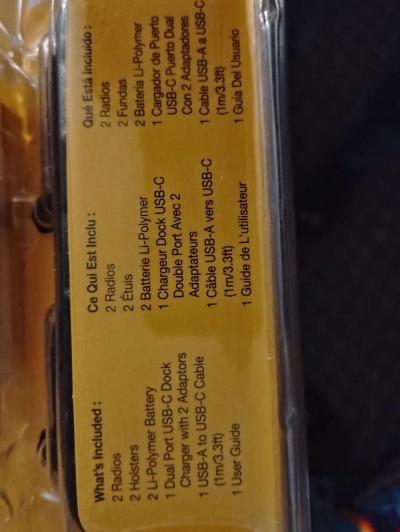 What's Included :
2 Radios
2 Holsters
2 Li-Polymer Battery
1 Dual Port USB-C Dock
Charger with 2 Adaptors
1 USB-A to USB-C Cable
(1m/3.3ft)
1 User Guide
Ce Qui Est Inclu :
2 Radios
2 Étuis
2 Batterie Li-Polymer
1 Chargeur Dock USB-C
Double Port Avec 2
Adaptateurs
1 Câble USB-A vers USB-C
(1m/3.3ft)
1 Guide de L'utilisateur
Qué Está Incluido :
2 Radios
2 Fundas
2 Batería Li-Polymer
1 Cargador de Puerto
USB-C Puerto Dual
Con 2 Adaptadores
1 Cable USB-A a USB-C
(1m/3.3ft)
1 Guía Del Usuario